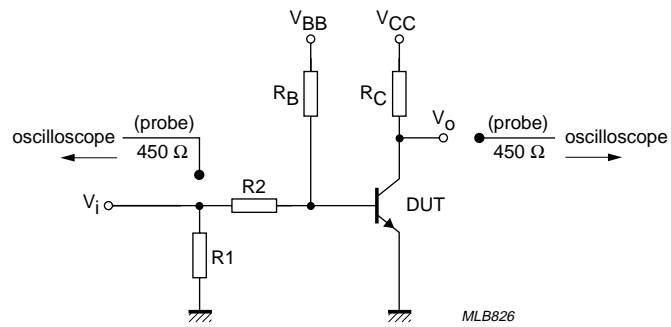 VBB
VCC
RB
RC
Vo
oscilloscope
(probe)
450 Ω
(probe)
450 Ω
oscilloscope
R2
Vi
DUT
R1
MLB826